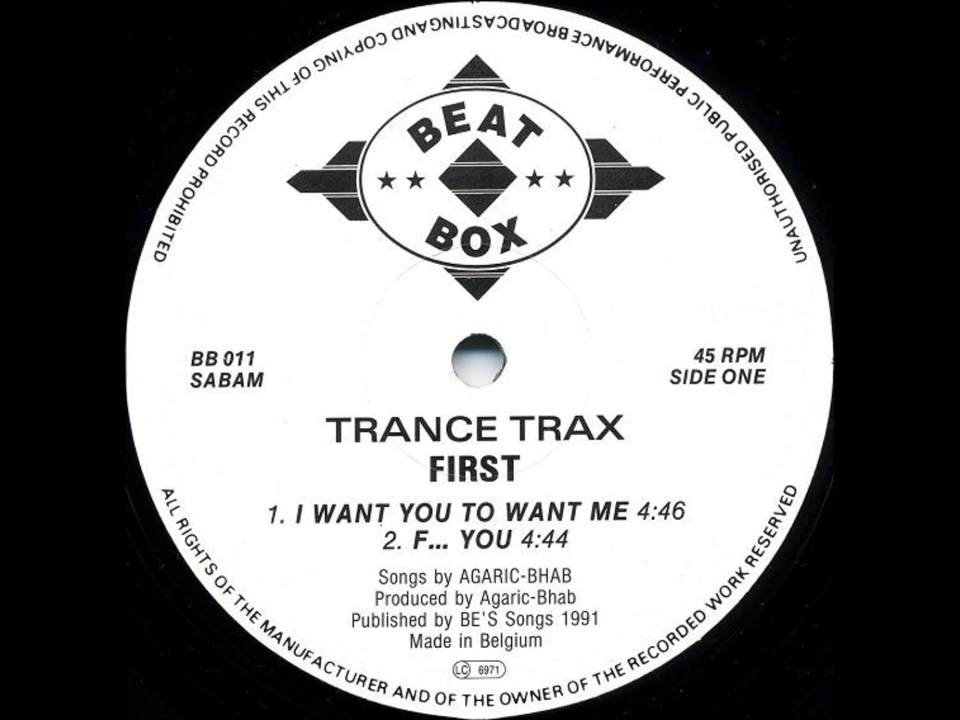 UNAUTHORISED PUBLIC PERFORMANCE BROADCASTING AND COPYING OF THIS RECORD PROHIBITED
BEAT
BOX
BB 011
SABAM
45 RPM
SIDE ONE
TRANCE TRAX
FIRST
1. I WANT YOU TO WANT ME 4:46
2. F... YOU 4:44
Songs by AGARIC-BHAB
Produced by Agaric-Bhab
Published by BE'S Songs 1991
Made in Belgium
LC 6971
ALL RIGHTS OF THE MANUFACTURER AND OF THE OWNER OF THE RECORDED WORK RESERVED